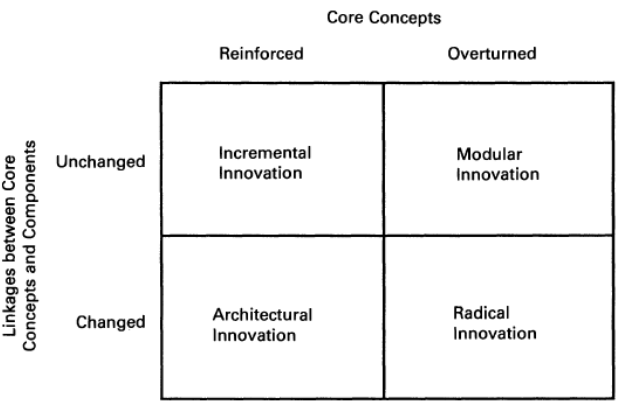 Core Concepts
Reinforced
Overturned
Linkages between Core
Concepts and Components
Unchanged
Incremental
Innovation
Modular
Innovation
Changed
Architectural
Innovation
Radical
Innovation